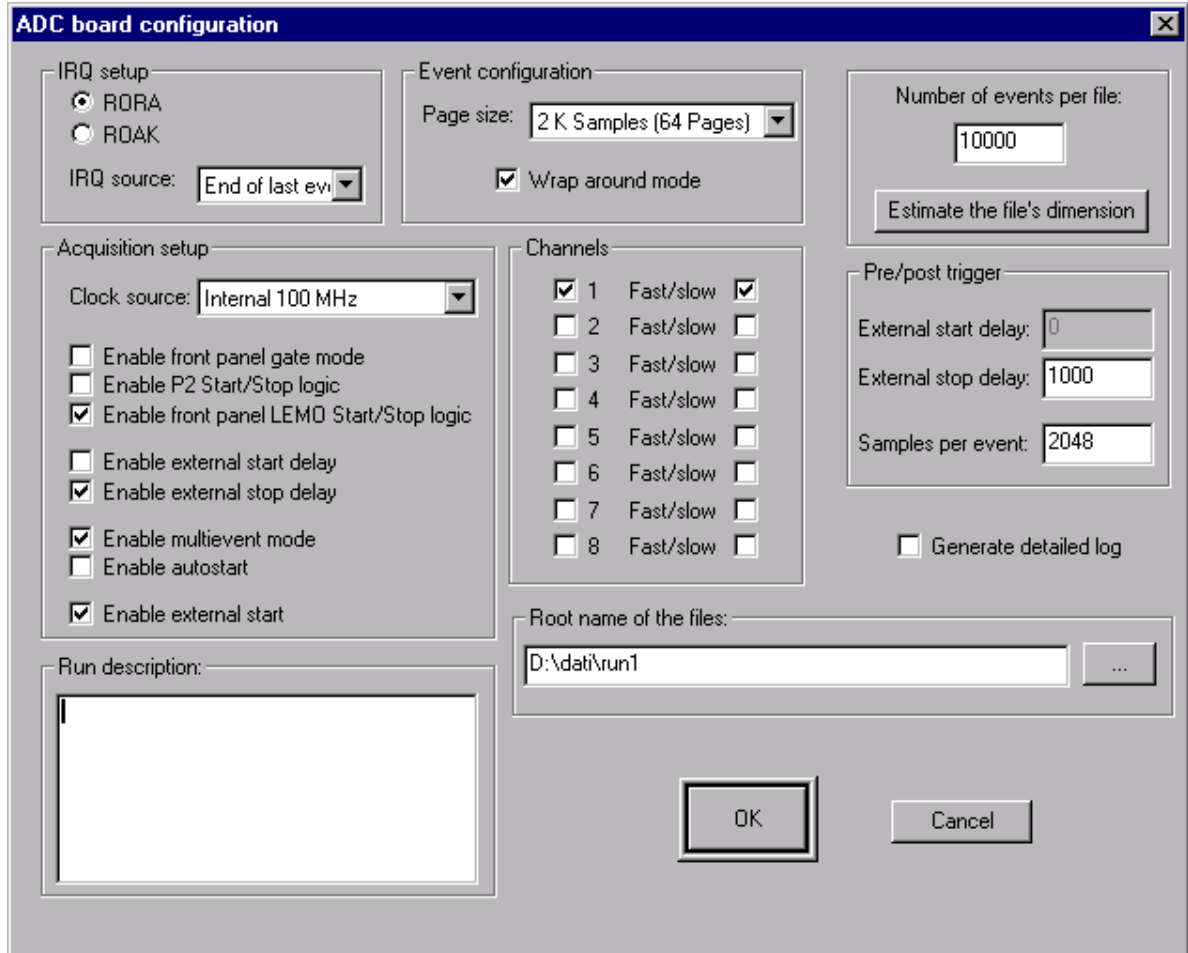 ADC board configuration
IRQ setup
RORA
ROAK
IRQ source: End of last eve
Event configuration
Page size: 2 K Samples (64 Pages)
Wrap around mode
Number of events per file:
10000
Estimate the file's dimension
Acquisition setup
Clock source: Internal 100 MHz
Enable front panel gate mode
Enable P2 Start/Stop logic
Enable front panel LEMO Start/Stop logic
Enable external start delay
Enable external stop delay
Enable multievent mode
Enable autostart
Enable external start
Channels
1 Fast/slow
2 Fast/slow
3 Fast/slow
4 Fast/slow
5 Fast/slow
6 Fast/slow
7 Fast/slow
8 Fast/slow
Pre/post trigger
External start delay: 0
External stop delay: 1000
Samples per event: 2048
Generate detailed log
Root name of the files:
D:\dati\run1
...
Run description:
OK
Cancel